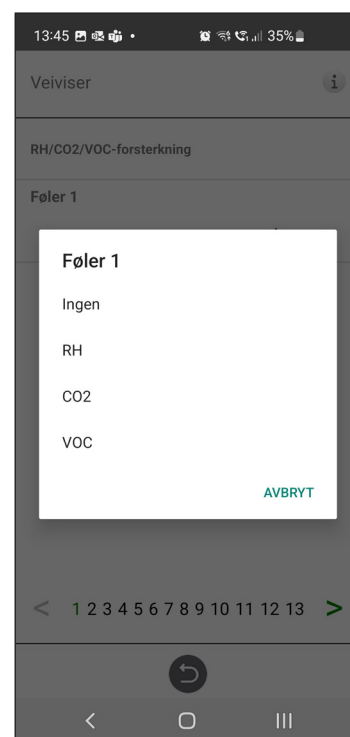 13:45 35%
Veiviser i
RH/CO2/VOC-forsterkning
Føler 1
Føler 1
Ingen
RH
CO2
VOC
AVBRYT
< 1 2 3 4 5 6 7 8 9 10 11 12 13 >